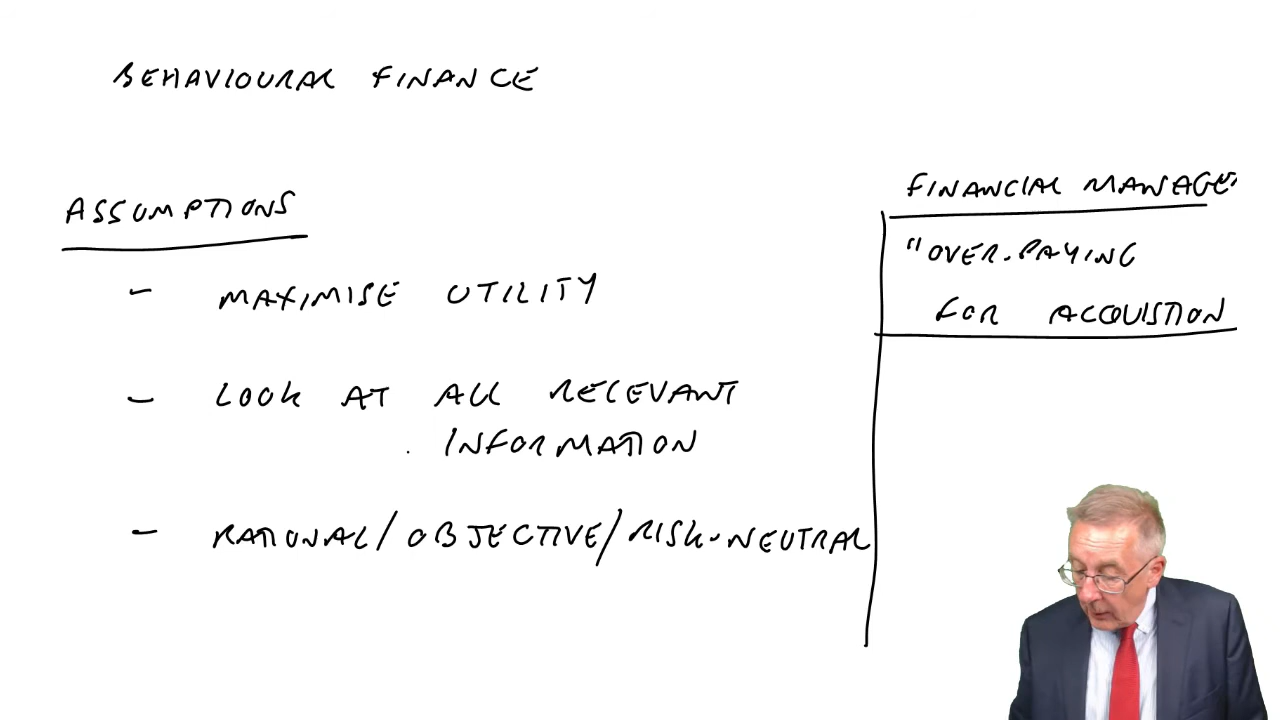 BEHAVIOURAL FINANCE
ASSUMPTIONS
- MAXIMISE UTILITY
- LOOK AT ALL RELEVANT
INFORMATION
- RATIONAL/OBJECTIVE/RISK-NEUTRAL
FINANCIAL MANAGE
"OVER-PAYING
FOR ACCQUISTION